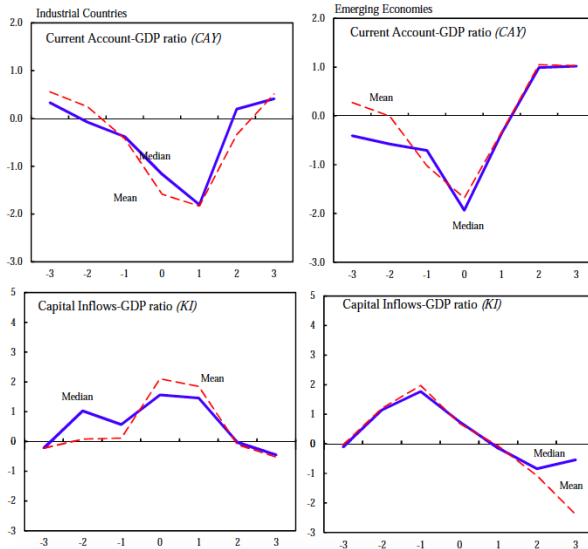 Industrial Countries
Current Account-GDP ratio (CAY)
2.0
1.0
0.0
-1.0
-2.0
-3.0
Median
Mean
-3 -2 -1 0 1 2 3
Emerging Economies
Current Account-GDP ratio (CAY)
2.0
1.0
0.0
-1.0
-2.0
-3.0
Mean
Median
-3 -2 -1 0 1 2 3
Capital Inflows-GDP ratio (KI)
5
4
3
2
1
0
-1
-2
-3
Median
Mean
-3 -2 -1 0 1 2 3
Capital Inflows-GDP ratio (KI)
5
4
3
2
1
0
-1
-2
-3
Median
Mean
-3 -2 -1 0 1 2 3